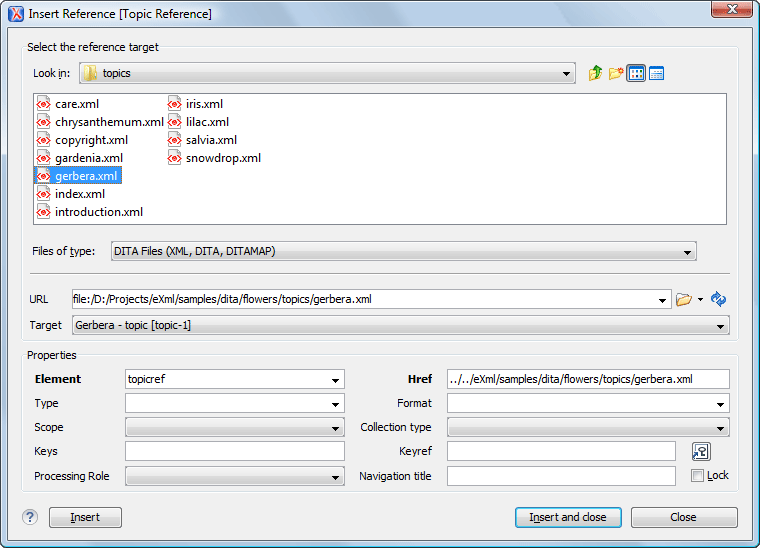 Insert Reference [Topic Reference]
Select the reference target
Look in: topics
care.xml iris.xml
chrysanthemum.xml lilac.xml
copyright.xml salvia.xml
gardenia.xml snowdrop.xml
gerbera.xml
index.xml
introduction.xml
Files of type: DITA Files (XML, DITA, DITAMAP)
URL file:/D:/Projects/eXml/samples/dita/flowers/topics/gerbera.xml
Target Gerbera - topic [topic-1]
Properties
Element topicref Href ../../eXml/samples/dita/flowers/topics/gerbera.xml
Type Format
Scope Collection type
Keys Keyref
Processing Role Navigation title Lock
? Insert Insert and close Close